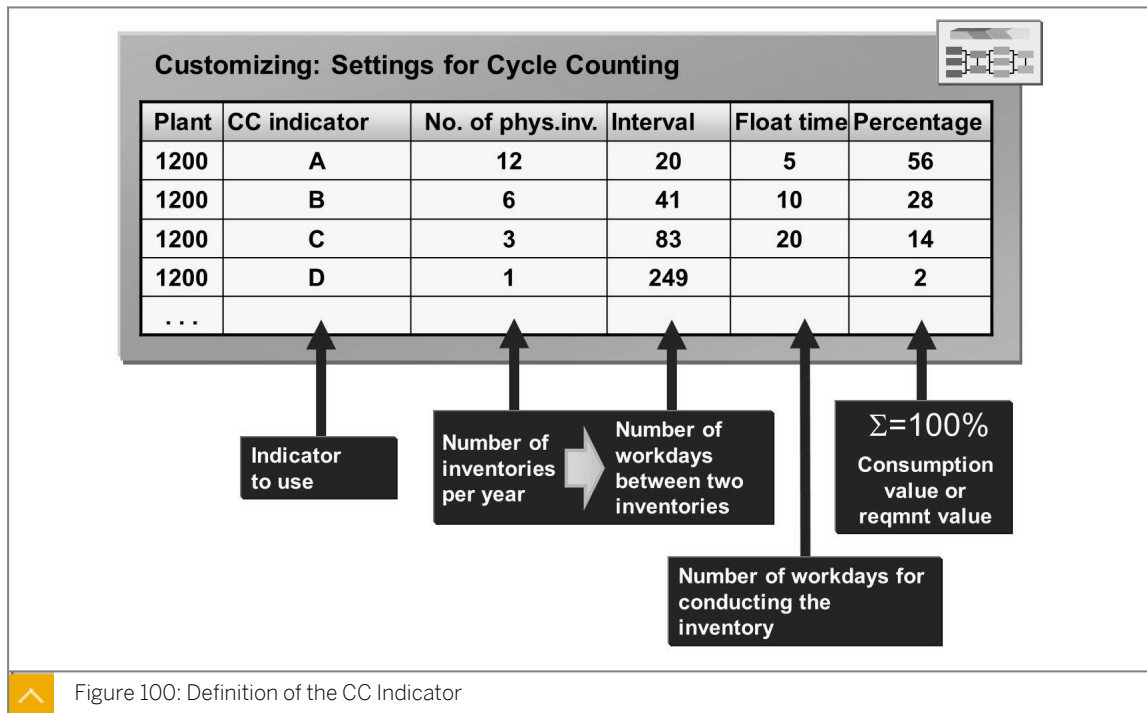 Customizing: Settings for Cycle Counting
Plant CC indicator No. of phys.inv. Interval Float time Percentage
1200 A 12 20 5 56
1200 B 6 41 10 28
1200 C 3 83 20 14
1200 D 1 249 2
. . .
Indicator
to use
Number of
inventories
per year
Number of
workdays
between two
inventories
Σ=100%
Consumption
value or
reqmnt value
Number of workdays for
conducting the
inventory
Figure 100: Definition of the CC Indicator